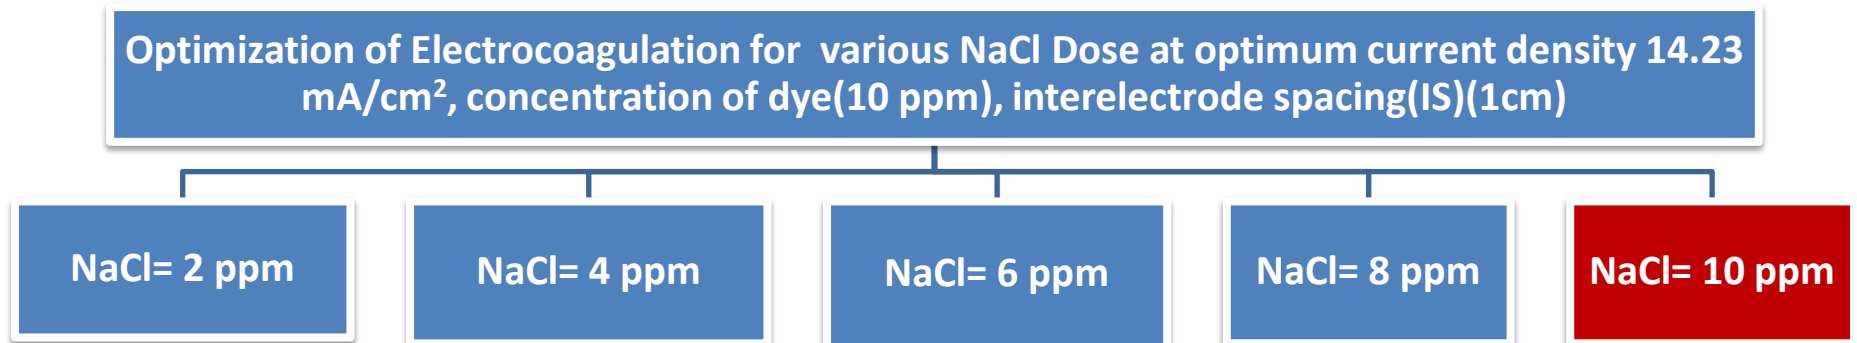 Optimization of Electrocoagulation for  various NaCl Dose at optimum current density 14.23
mA/cm², concentration of dye(10 ppm), interelectrode spacing(IS)(1cm)
NaCl= 2 ppm
NaCl= 4 ppm
NaCl= 6 ppm
NaCl= 8 ppm
NaCl= 10 ppm